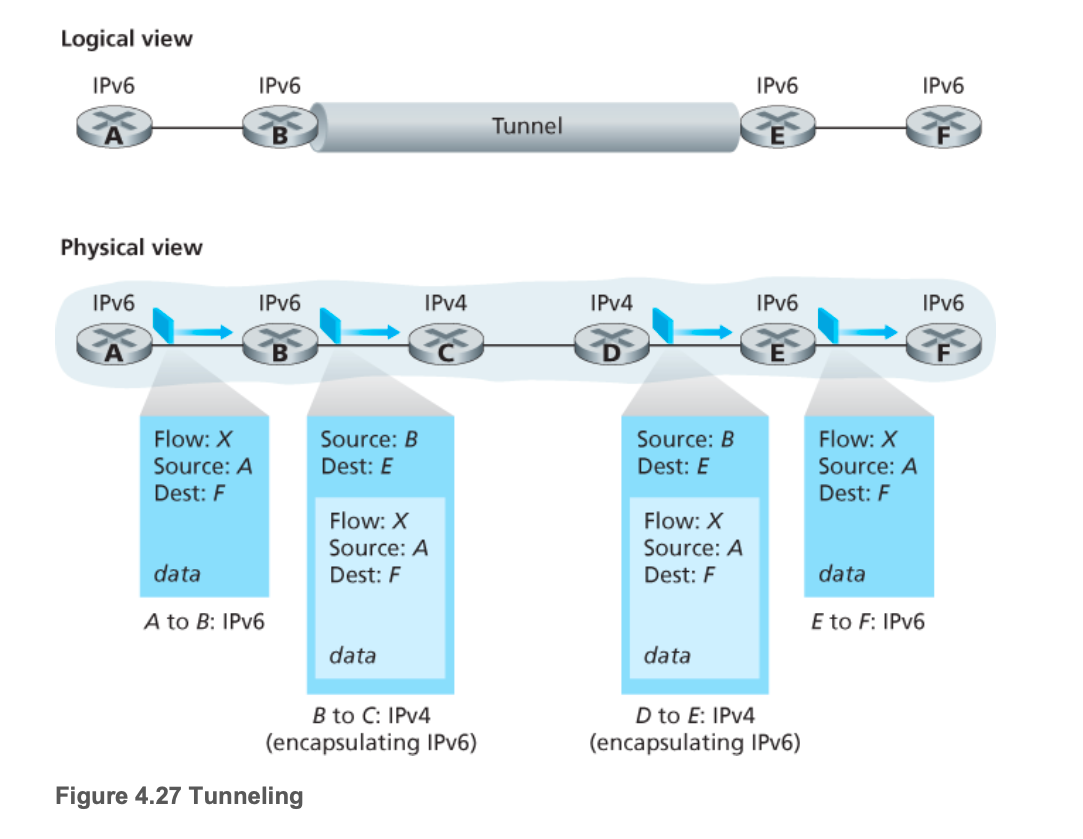 Logical view
IPv6 IPv6 IPv6 IPv6
A B Tunnel E F
Physical view
IPv6 IPv6 IPv4 IPv4 IPv6 IPv6
A B C D E F
Flow: X
Source: A
Dest: F
data
A to B: IPv6
Source: B
Dest: E
Flow: X
Source: A
Dest: F
data
B to C: IPv4
(encapsulating IPv6)
Source: B
Dest: E
Flow: X
Source: A
Dest: F
data
D to E: IPv4
(encapsulating IPv6)
Flow: X
Source: A
Dest: F
data
E to F: IPv6
Figure 4.27 Tunneling